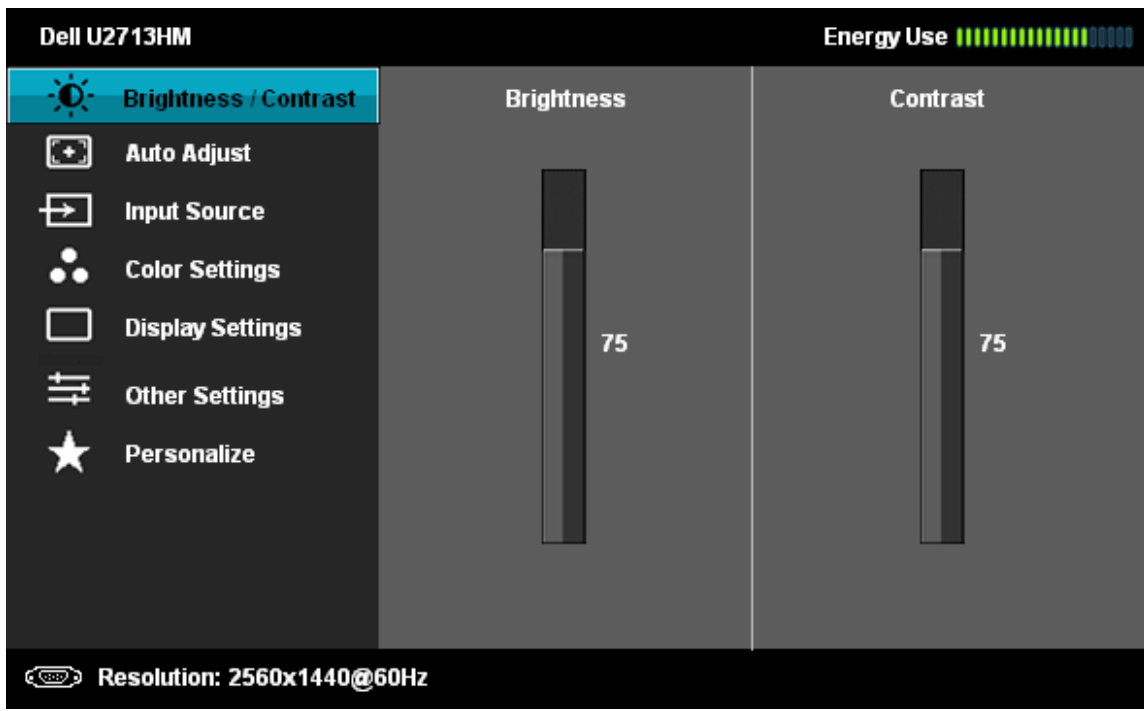 Dell U2713HM
Energy Use
Brightness / Contrast
Auto Adjust
Input Source
Color Settings
Display Settings
Other Settings
Personalize
Brightness
75
Contrast
75
Resolution: 2560x1440@60Hz